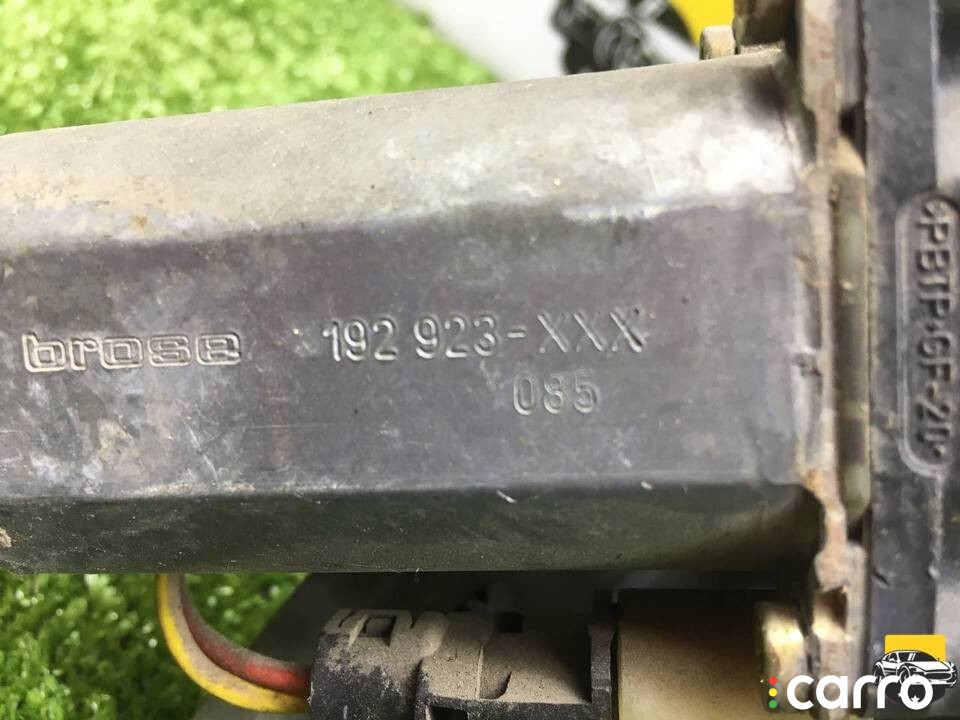 brose 192 923-XXX
085
>PBTP-GF-20<
carro